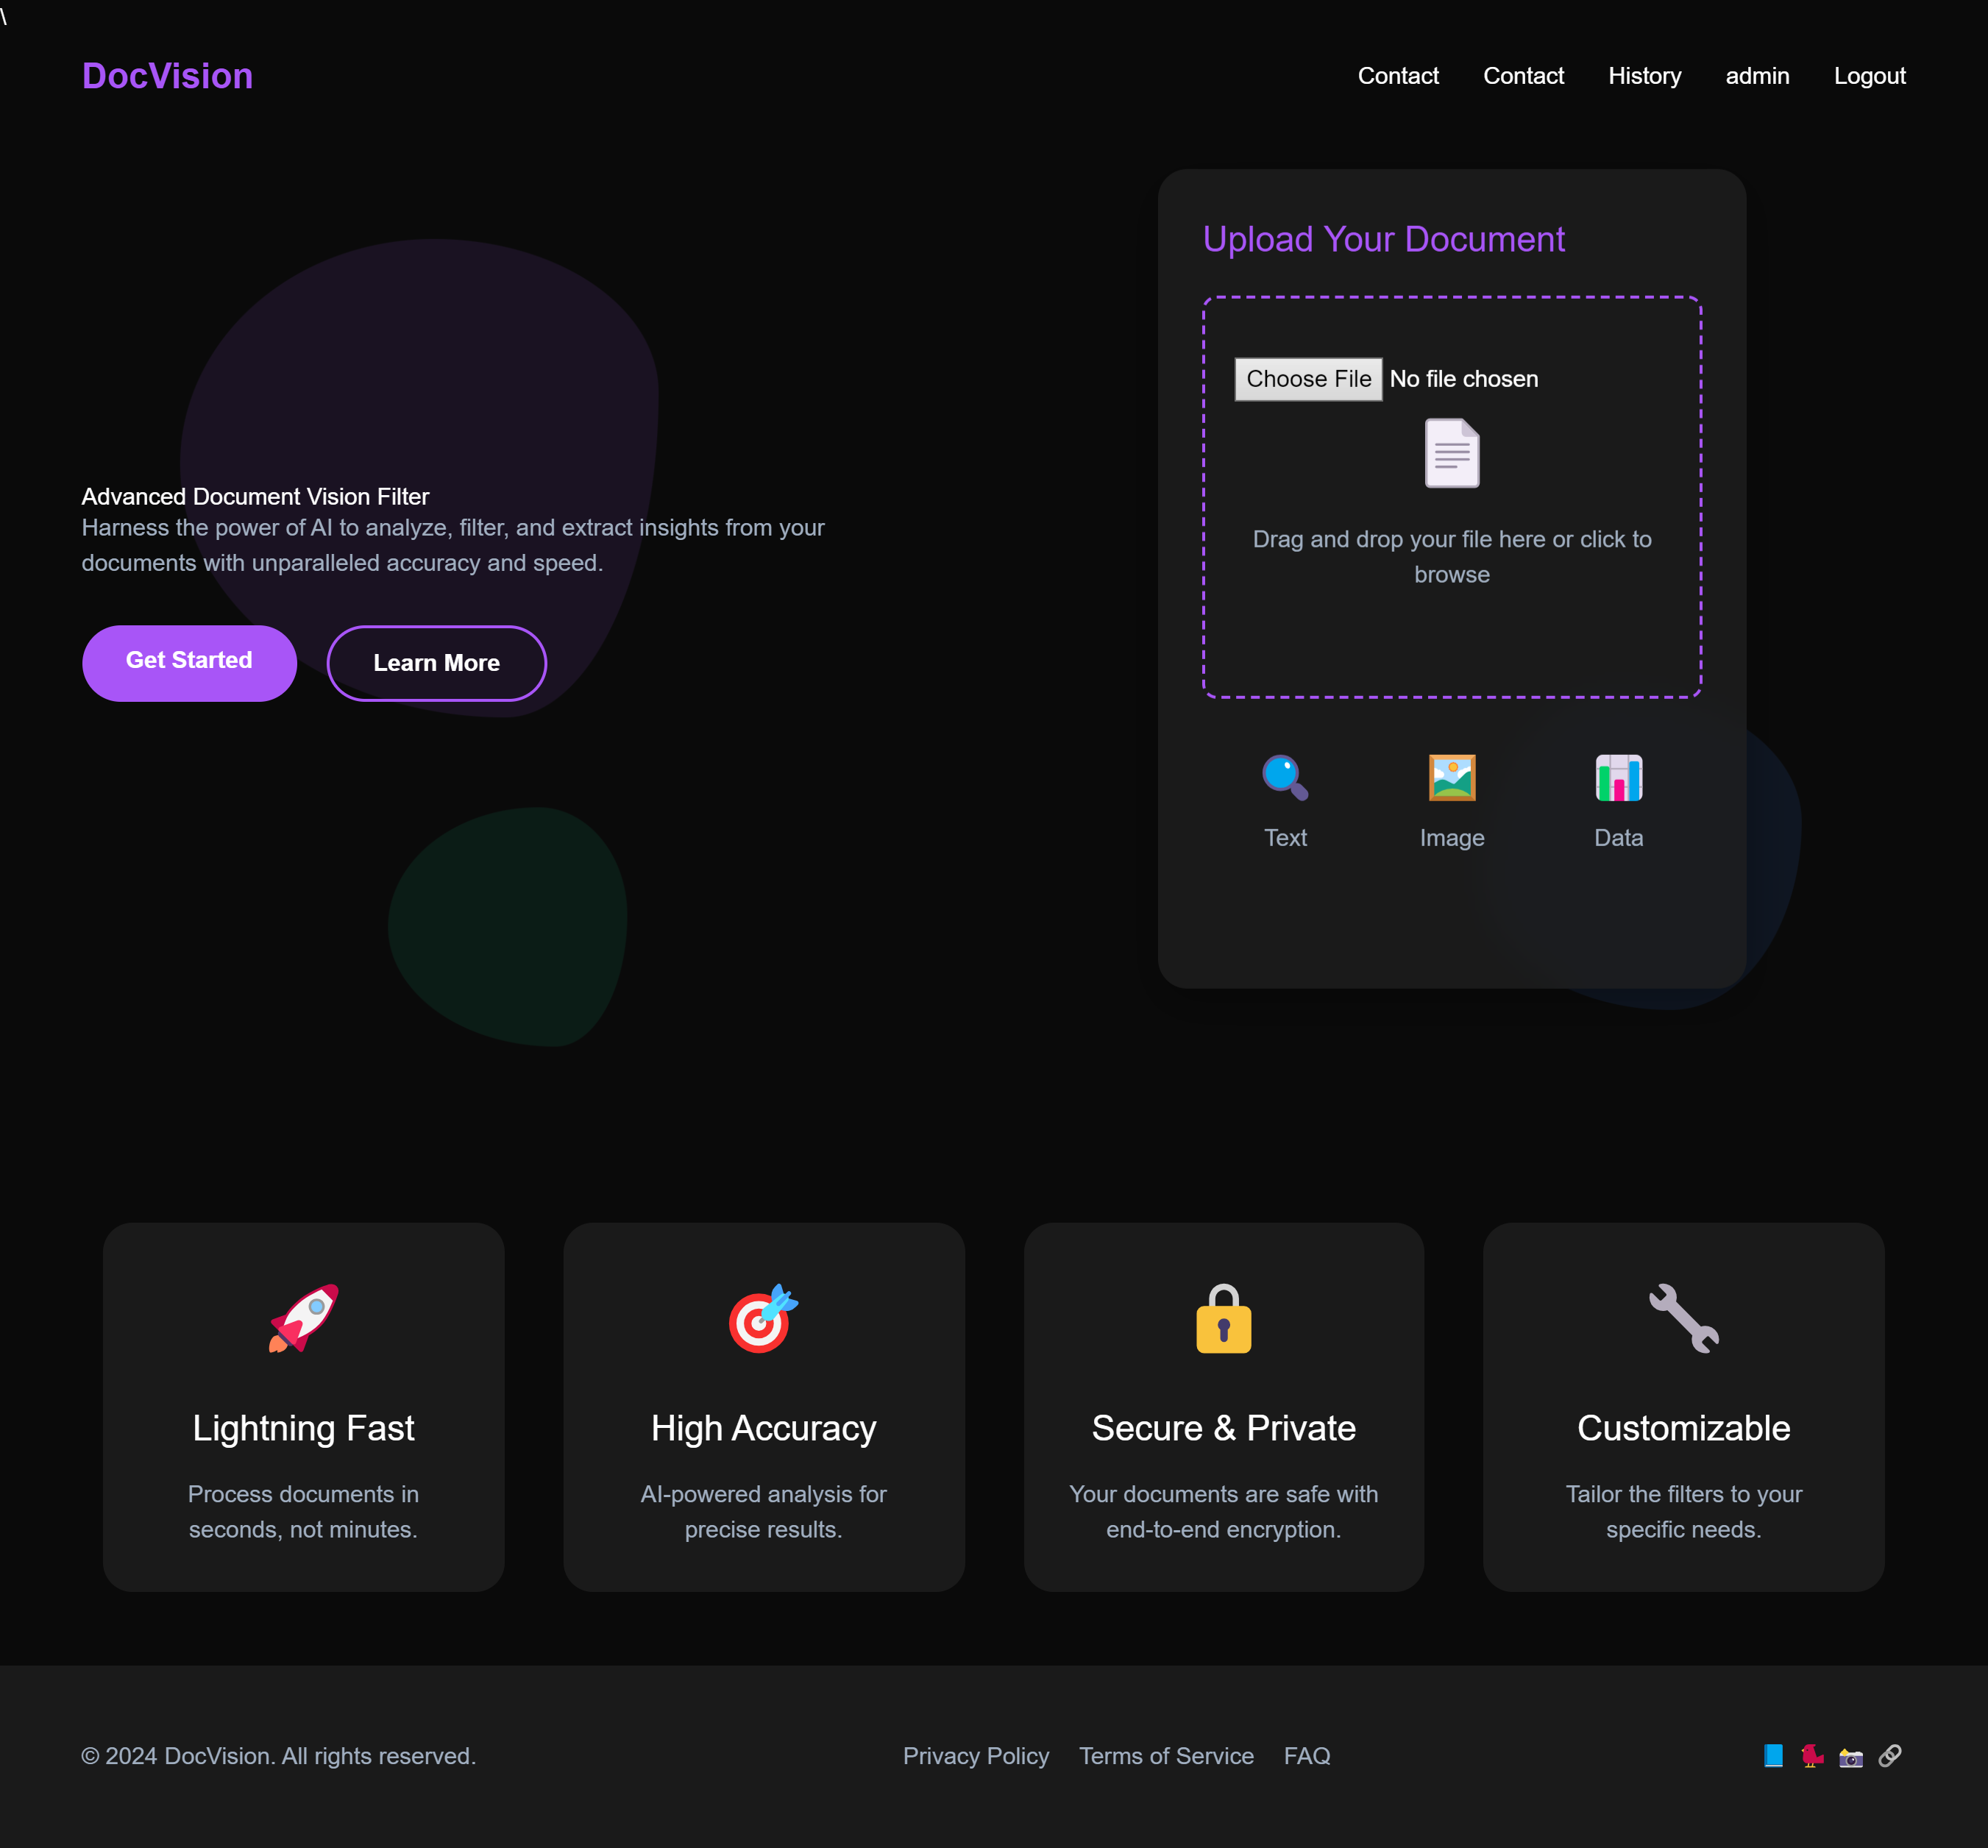 \
DocVision
Contact Contact History admin Logout
Upload Your Document
Choose File No file chosen
Drag and drop your file here or click to
browse
Advanced Document Vision Filter
Harness the power of AI to analyze, filter, and extract insights from your
documents with unparalleled accuracy and speed.
Get Started Learn More
Text Image Data
Lightning Fast
Process documents in
seconds, not minutes.
High Accuracy
AI-powered analysis for
precise results.
Secure & Private
Your documents are safe with
end-to-end encryption.
Customizable
Tailor the filters to your
specific needs.
© 2024 DocVision. All rights reserved.
Privacy Policy Terms of Service FAQ